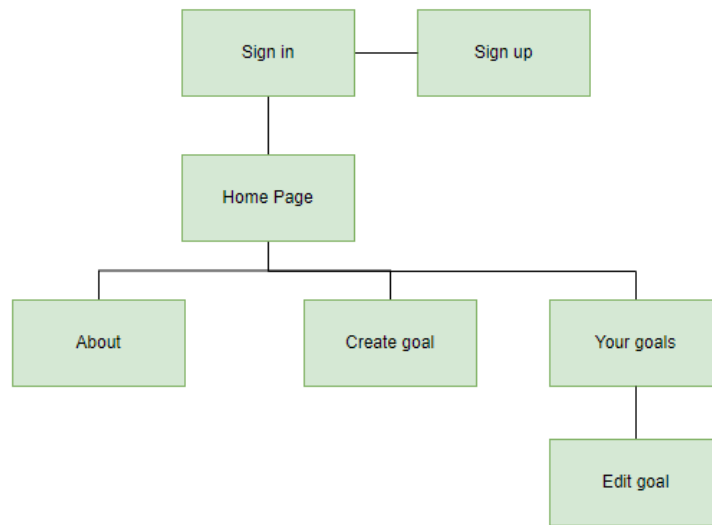 Sign in
Sign up
Home Page
About
Create goal
Your goals
Edit goal